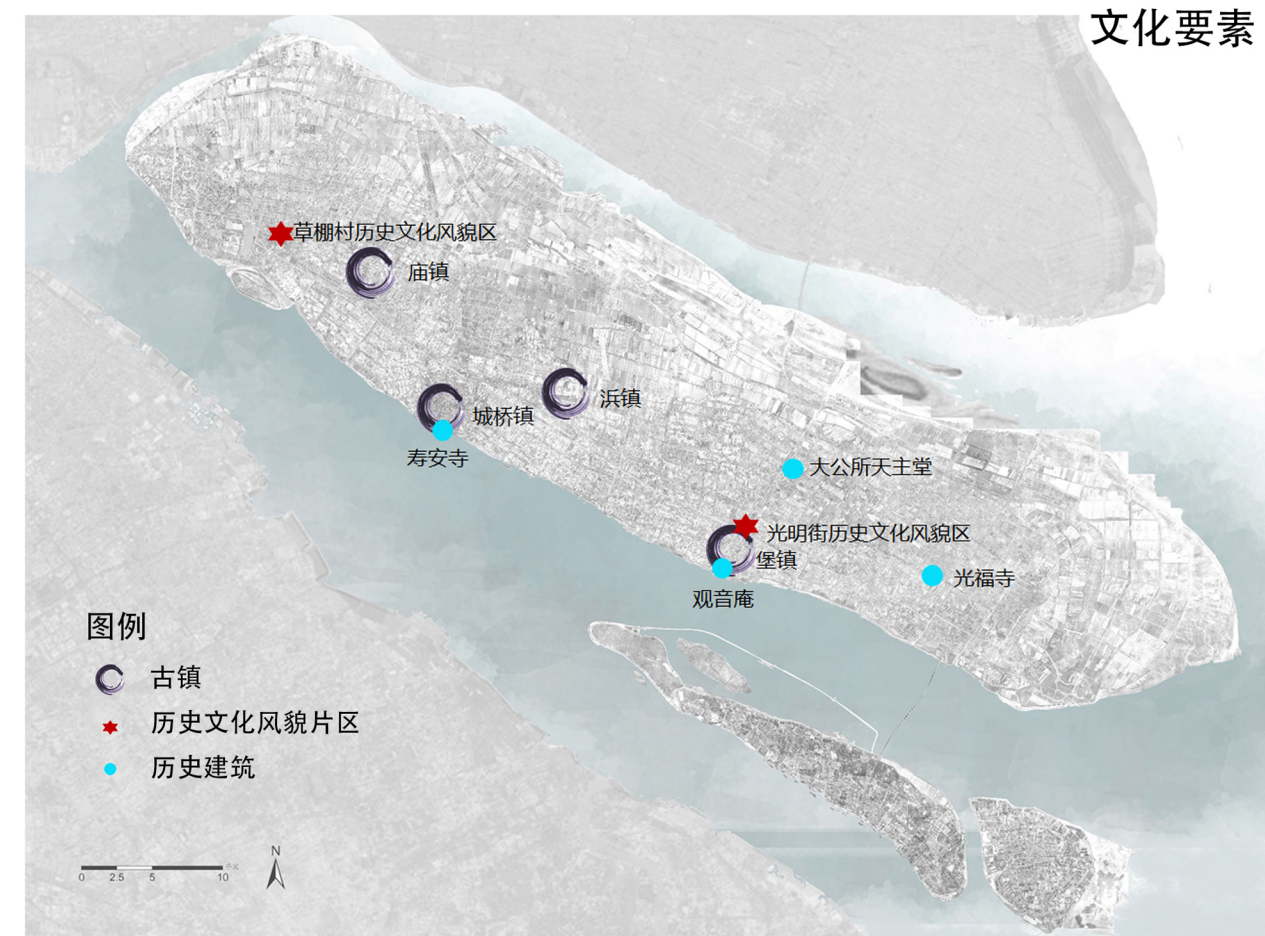 文化要素
草棚村历史文化风貌区
庙镇
浜镇
城桥镇
寿安寺
大公所天主堂
光明街历史文化风貌区
堡镇
光福寺
观音庵
图例
古镇
历史文化风貌片区
历史建筑
0 2.5 5 10
N